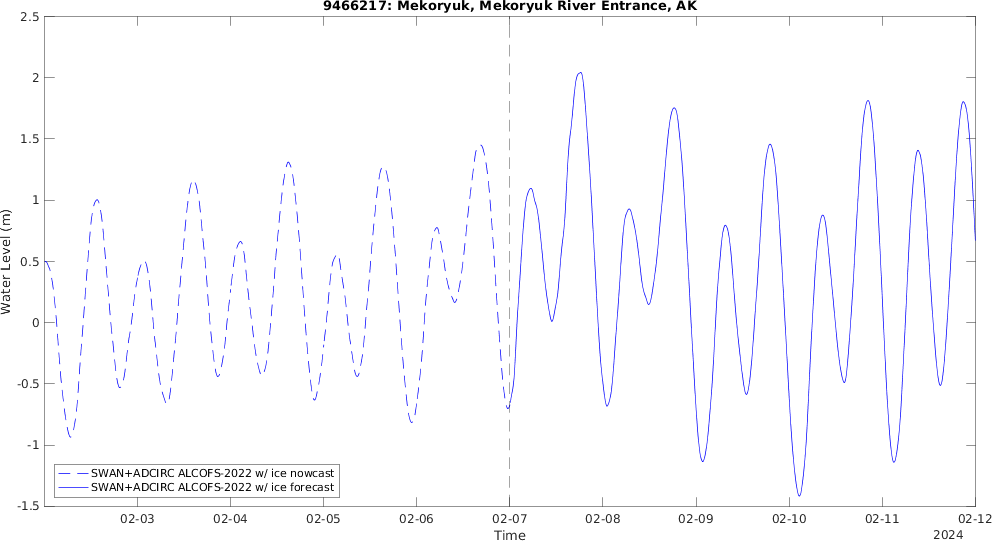 9466217: Mekoryuk, Mekoryuk River Entrance, AK
2.5
2
1.5
1
0.5
0
-0.5
-1
-1.5
Water Level (m)
SWAN+ADCIRC ALCOFS-2022 w/ ice nowcast
SWAN+ADCIRC ALCOFS-2022 w/ ice forecast
02-03 02-04 02-05 02-06 02-07 02-08 02-09 02-10 02-11 02-12
Time
2024